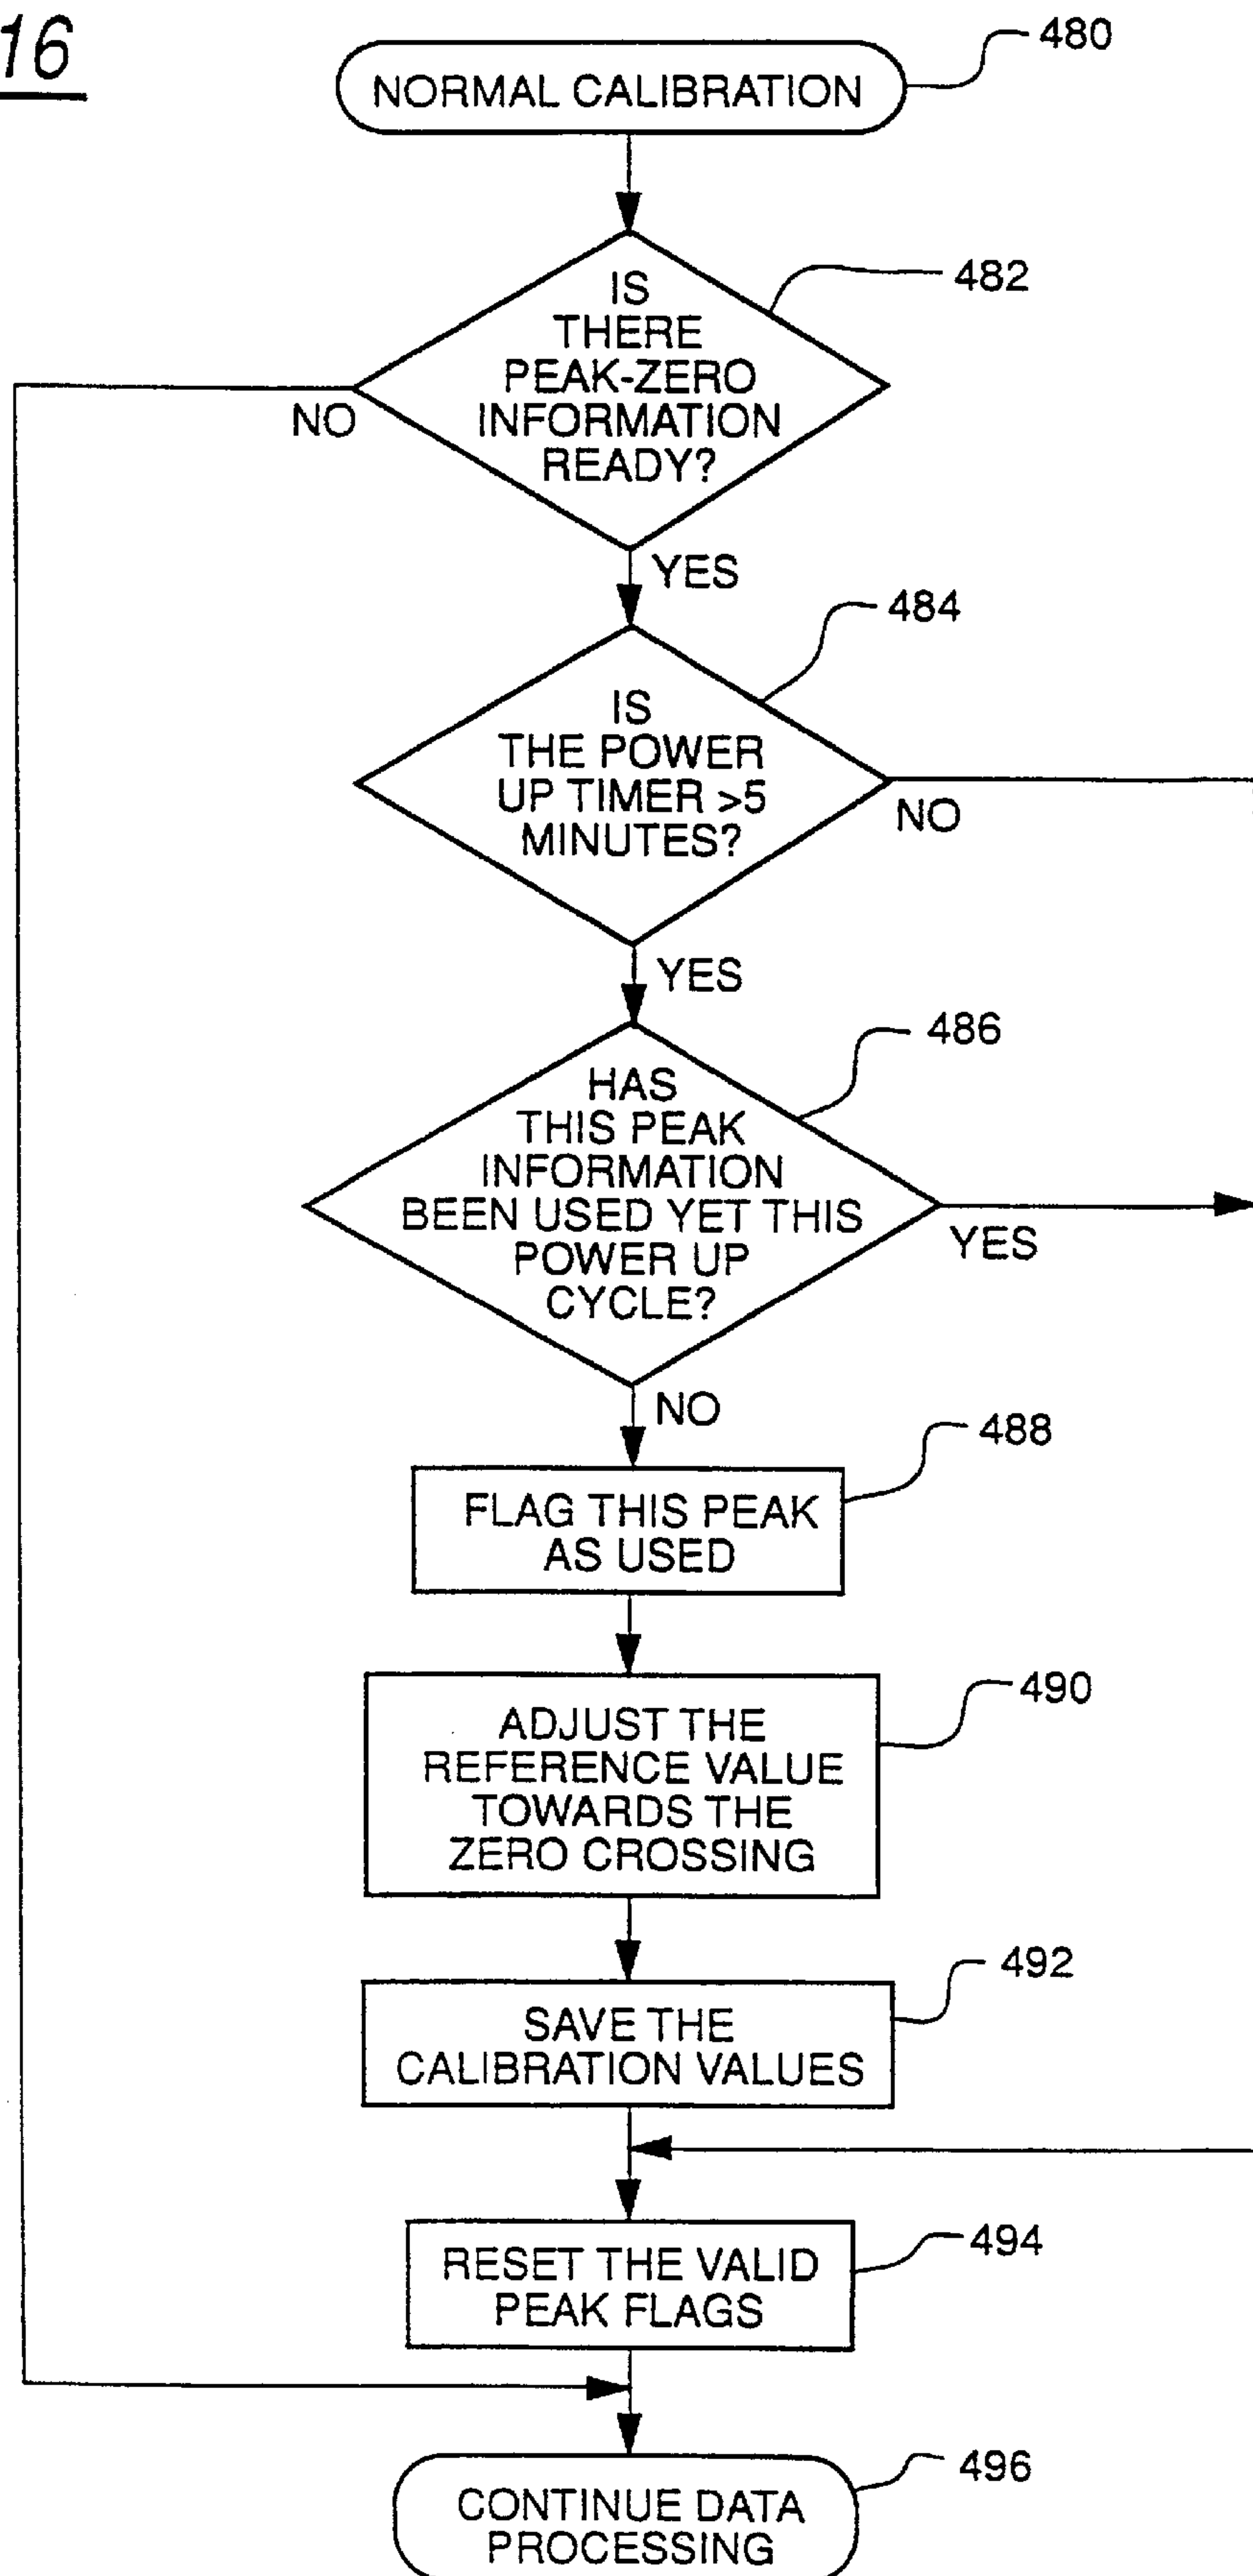 16
NORMAL CALIBRATION
480
IS
THERE
PEAK-ZERO
INFORMATION
READY?
482
NO
YES
484
IS
THE POWER
UP TIMER >5
MINUTES?
NO
YES
486
HAS
THIS PEAK
INFORMATION
BEEN USED YET THIS
POWER UP
CYCLE?
YES
NO
488
FLAG THIS PEAK
AS USED
490
ADJUST THE
REFERENCE VALUE
TOWARDS THE
ZERO CROSSING
492
SAVE THE
CALIBRATION VALUES
494
RESET THE VALID
PEAK FLAGS
496
CONTINUE DATA
PROCESSING